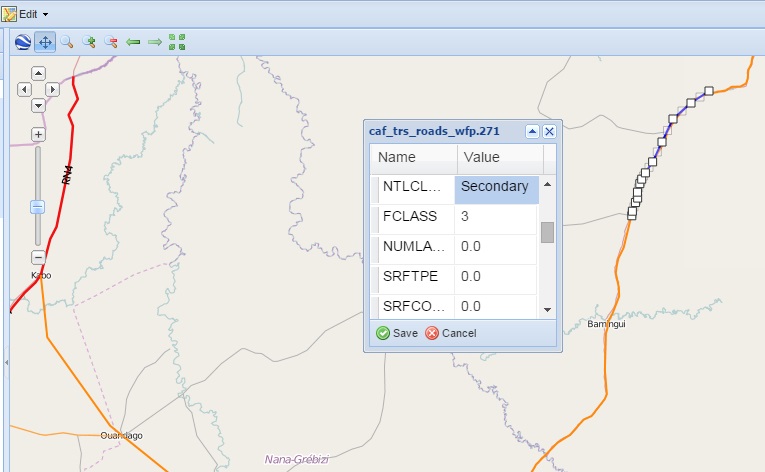 Edit
caf_trs_roads_wfp.271
Name Value
NTLCL... Secondary
FCLASS 3
NUMLA... 0.0
SRFTPE 0.0
SRFCO... 0.0
Save Cancel
RN4
Kabo
Bamingui
Ouandago
Nana-Grébizi